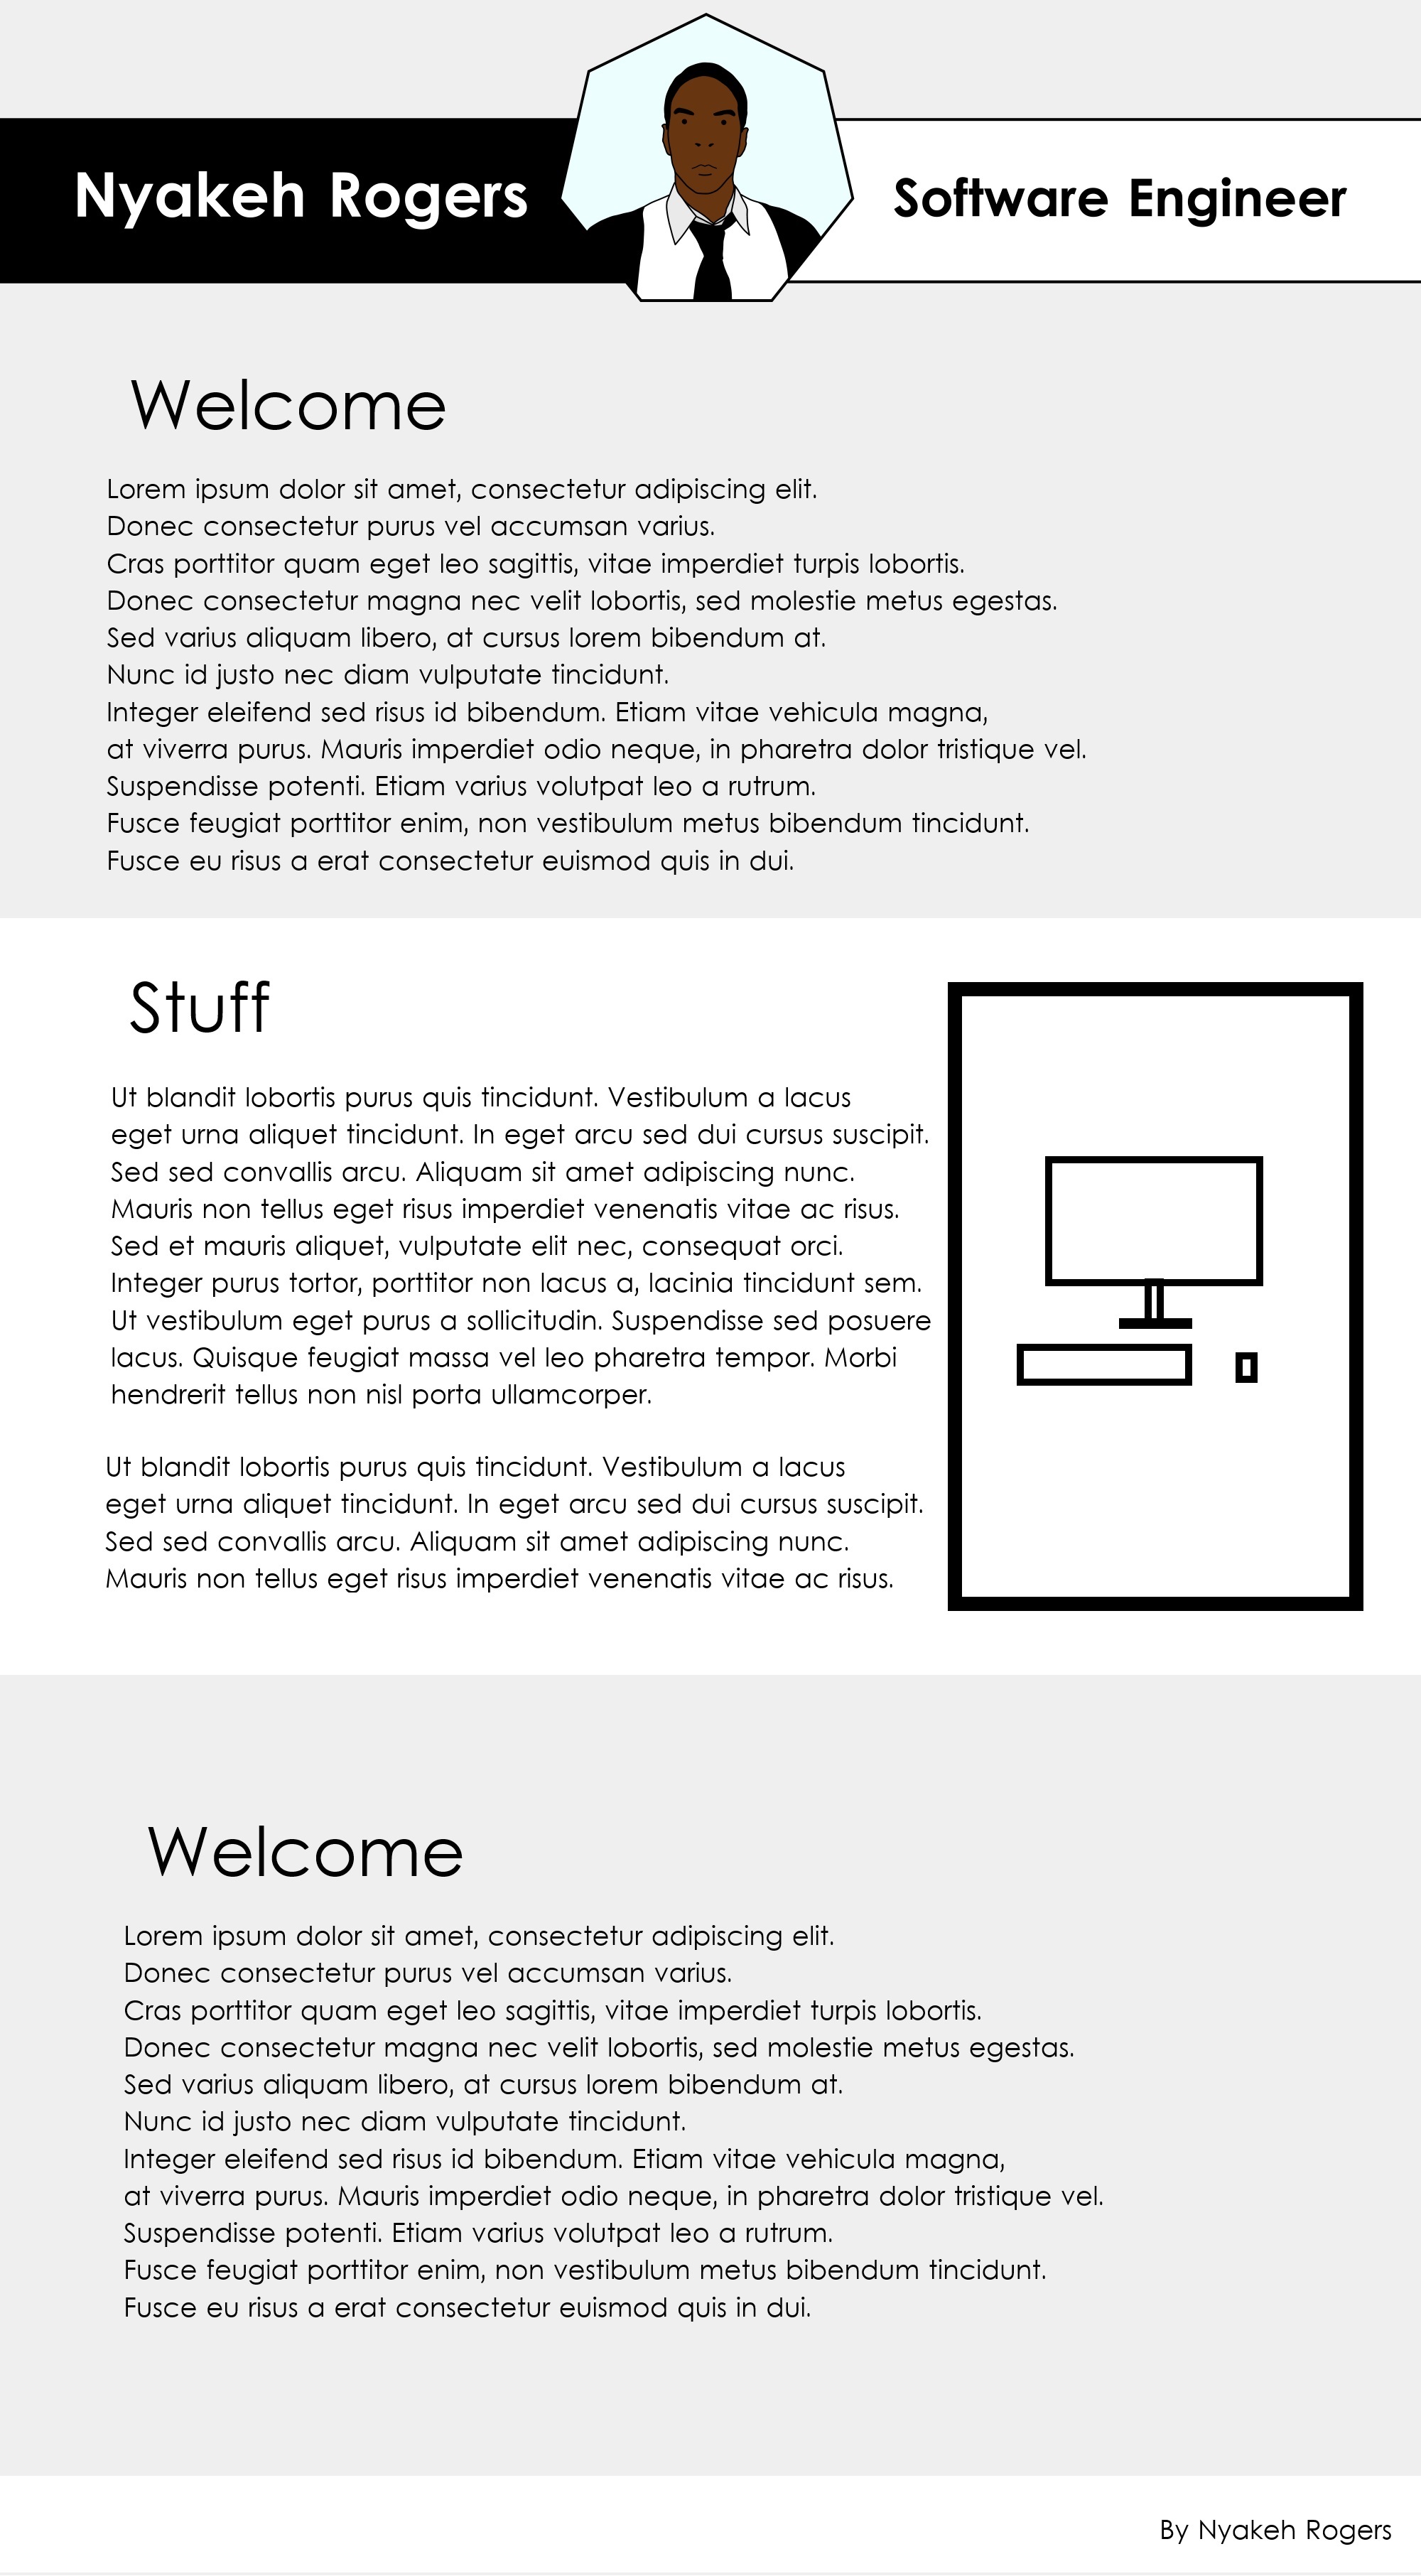 Nyakeh Rogers
Software Engineer
Welcome
Lorem ipsum dolor sit amet, consectetur adipiscing elit.
Donec consectetur purus vel accumsan varius.
Cras porttitor quam eget leo sagittis, vitae imperdiet turpis lobortis.
Donec consectetur magna nec velit lobortis, sed molestie metus egestas.
Sed varius aliquam libero, at cursus lorem bibendum at.
Nunc id justo nec diam vulputate tincidunt.
Integer eleifend sed risus id bibendum. Etiam vitae vehicula magna,
at viverra purus. Mauris imperdiet odio neque, in pharetra dolor tristique vel.
Suspendisse potenti. Etiam varius volutpat leo a rutrum.
Fusce feugiat porttitor enim, non vestibulum metus bibendum tincidunt.
Fusce eu risus a erat consectetur euismod quis in dui.
Stuff
Ut blandit lobortis purus quis tincidunt. Vestibulum a lacus
eget urna aliquet tincidunt. In eget arcu sed dui cursus suscipit.
Sed sed convallis arcu. Aliquam sit amet adipiscing nunc.
Mauris non tellus eget risus imperdiet venenatis vitae ac risus.
Sed et mauris aliquet, vulputate elit nec, consequat orci.
Integer purus tortor, porttitor non lacus a, lacinia tincidunt sem.
Ut vestibulum eget purus a sollicitudin. Suspendisse sed posuere
lacus. Quisque feugiat massa vel leo pharetra tempor. Morbi
hendrerit tellus non nisl porta ullamcorper.
Ut blandit lobortis purus quis tincidunt. Vestibulum a lacus
eget urna aliquet tincidunt. In eget arcu sed dui cursus suscipit.
Sed sed convallis arcu. Aliquam sit amet adipiscing nunc.
Mauris non tellus eget risus imperdiet venenatis vitae ac risus.
Welcome
Lorem ipsum dolor sit amet, consectetur adipiscing elit.
Donec consectetur purus vel accumsan varius.
Cras porttitor quam eget leo sagittis, vitae imperdiet turpis lobortis.
Donec consectetur magna nec velit lobortis, sed molestie metus egestas.
Sed varius aliquam libero, at cursus lorem bibendum at.
Nunc id justo nec diam vulputate tincidunt.
Integer eleifend sed risus id bibendum. Etiam vitae vehicula magna,
at viverra purus. Mauris imperdiet odio neque, in pharetra dolor tristique vel.
Suspendisse potenti. Etiam varius volutpat leo a rutrum.
Fusce feugiat porttitor enim, non vestibulum metus bibendum tincidunt.
Fusce eu risus a erat consectetur euismod quis in dui.
By Nyakeh Rogers